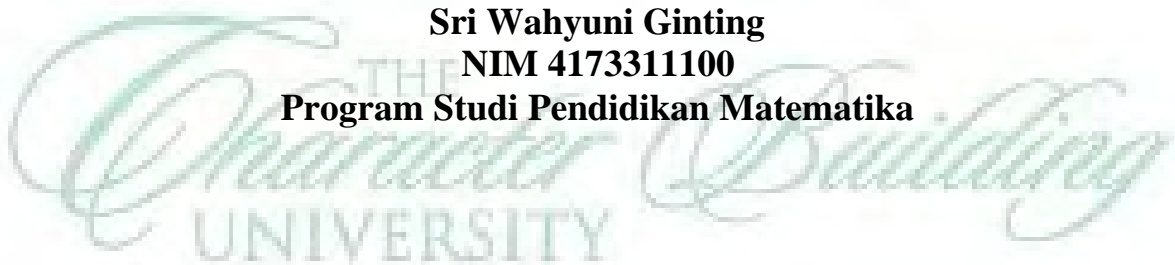 Sri Wahyuni Ginting
NIM 4173311100
Program Studi Pendidikan Matematika
THE
Character Building
UNIVERSITY